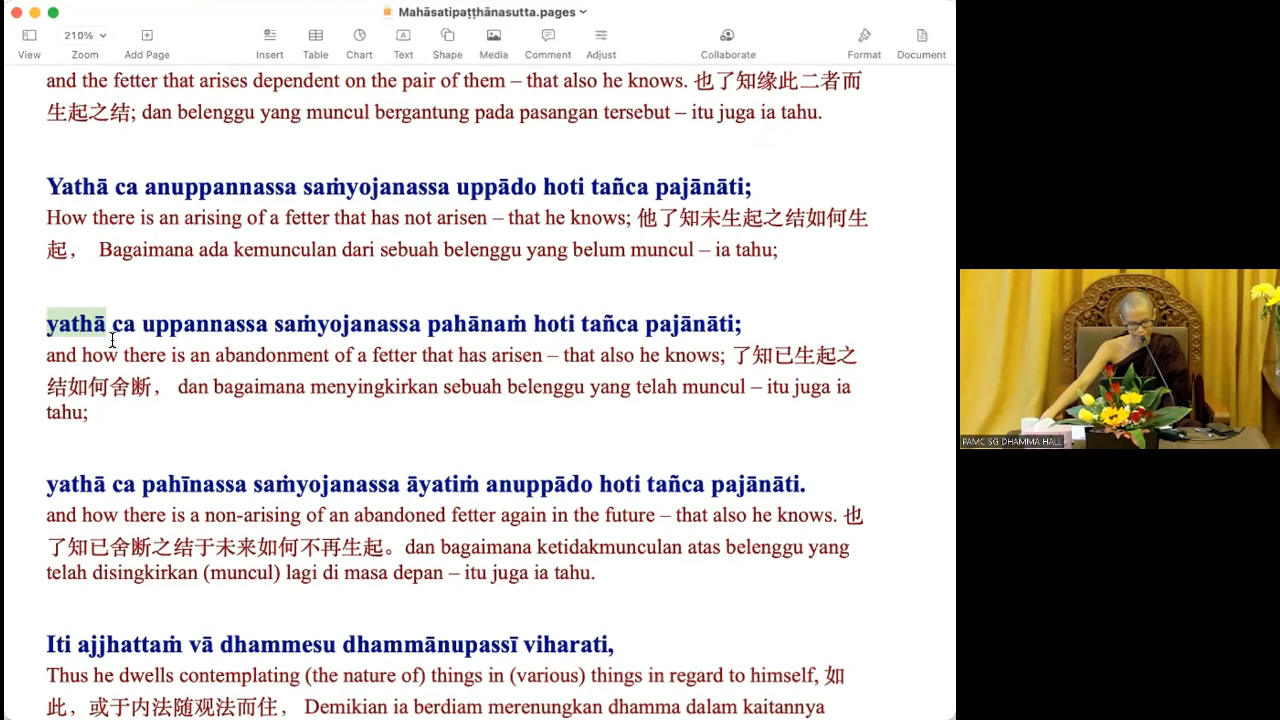 Mahāsatipaṭṭhānasutta.pages
210%
View Zoom Add Page Insert Table Chart Text Shape Media Comment Adjust Collaborate Format Document
and the fetter that arises dependent on the pair of them – that also he knows. 也了知缘此二者而
生起之结; dan belenggu yang muncul bergantung pada pasangan tersebut – itu juga ia tahu.
Yathā ca anuppannassa saṁyojanassa uppādo hoti tañca pajānāti;
How there is an arising of a fetter that has not arisen – that he knows; 他了知未生起之结如何生
起， Bagaimana ada kemunculan dari sebuah belenggu yang belum muncul – ia tahu;
yathā ca uppannassa saṁyojanassa pahānaṁ hoti tañca pajānāti;
and how there is an abandonment of a fetter that has arisen – that also he knows; 了知已生起之
结如何舍断， dan bagaimana menyingkirkan sebuah belenggu yang telah muncul – itu juga ia
tahu;
yathā ca pahīnassa saṁyojanassa āyatiṁ anuppādo hoti tañca pajānāti.
and how there is a non-arising of an abandoned fetter again in the future – that also he knows. 也
了知已舍断之结于未来如何不再生起。dan bagaimana ketidakmunculan atas belenggu yang
telah disingkirkan (muncul) lagi di masa depan – itu juga ia tahu.
Iti ajjhattaṁ vā dhammesu dhammānupassī viharati,
Thus he dwells contemplating (the nature of) things in (various) things in regard to himself, 如
此，或于内法随观法而住， Demikian ia berdiam merenungkan dhamma dalam kaitannya
PAMC SG DHAMMA HALL